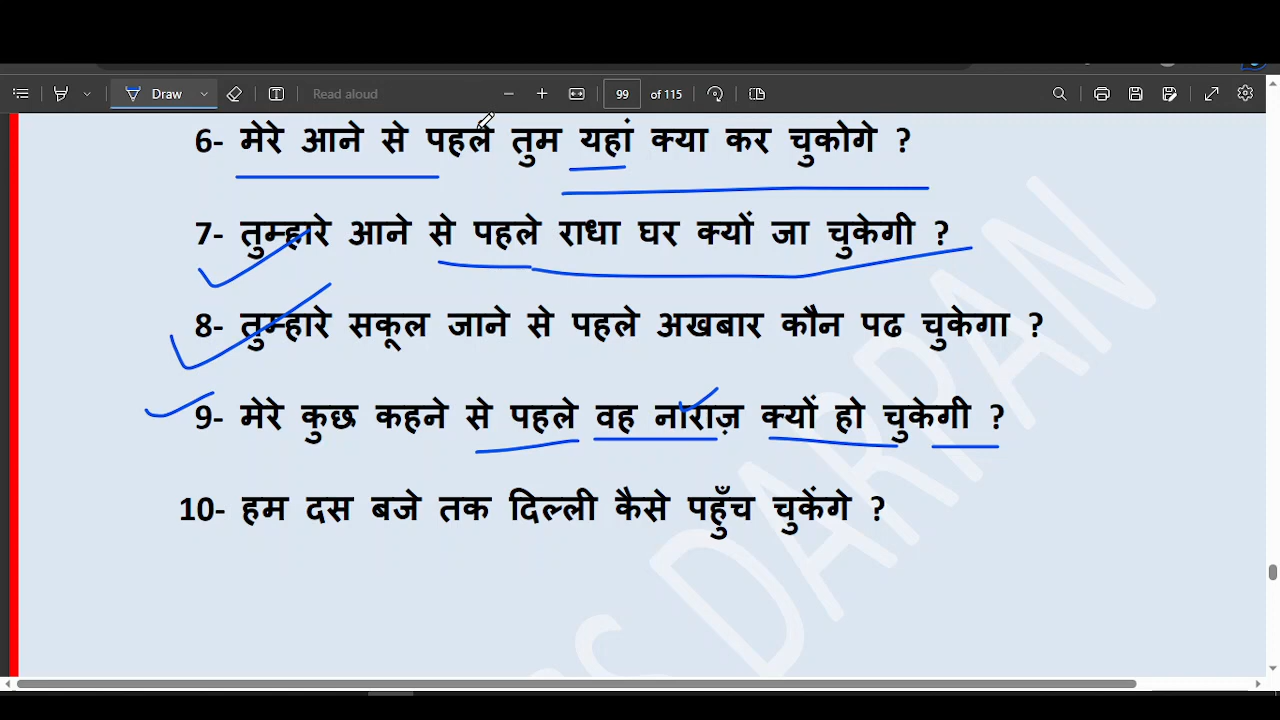 Draw
Read aloud
99 of 115
6- मेरे आने से पहले तुम यहां क्या कर चुकोगे ?
7- तुम्हारे आने से पहले राधा घर क्यों जा चुकेगी ?
8- तुम्हारे सकूल जाने से पहले अखबार कौन पढ चुकेगा ?
9- मेरे कुछ कहने से पहले वह नाराज़ क्यों हो चुकेगी ?
10- हम दस बजे तक दिल्ली कैसे पहुँच चुकेंगे ?
DARPAN